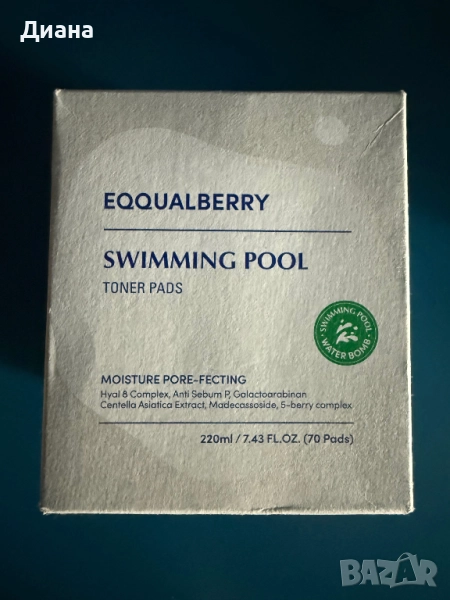 Диана
EQQUALBERRY
SWIMMING POOL
TONER PADS
SWIMMING POOL
WATER BOMB
MOISTURE PORE-FECTING
Hyal 8 Complex, Anti Sebum P, Galactoarabinan
Centella Asiatica Extract, Madecassoside, 5-berry complex
220ml / 7.43 FL.OZ. (70 Pads)
BAZAR